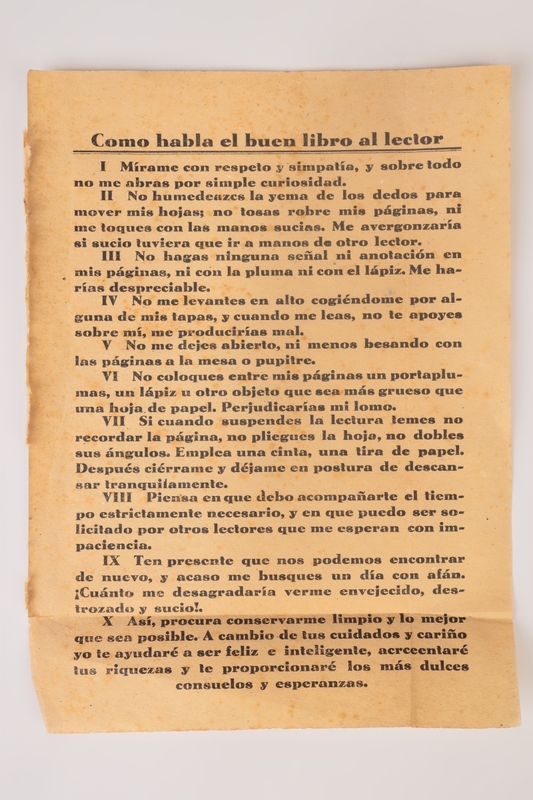 Como habla el buen libro al lector
I Mírame con respeto y simpatía, y sobre todo
no me abras por simple curiosidad.
II No humedeazcs la yema de los dedos para
mover mis hojas; no tosas robre mis páginas, ni
me toques con las manos sucias. Me avergonzaría
si sucio tuviera que ir a manos de otro lector.
III No hagas ninguna señal ni anotación en
mis páginas, ni con la pluma ni con el lápiz. Me ha-
rías despreciable.
IV No me levantes en alto cogiéndome por al-
guna de mis tapas, y cuando me leas, no te apoyes
sobre mí, me producirías mal.
V No me dejes abierto, ni menos besando con
las páginas a la mesa o pupitre.
VI No coloques entre mis páginas un portaplu-
mas, un lápiz u otro objeto que sea más grueso que
una hoja de papel. Perjudicarías mi lomo.
VII Si cuando suspendes la lectura temes no
recordar la página, no pliegues la hoja, no dobles
sus ángulos. Emplea una cinta, una tira de papel.
Después ciérrame y déjame en postura de descan-
sar tranquilamente.
VIII Piensa en que debo acompañarte el tiem-
po estrictamente necesario, y en que puedo ser so-
licitado por otros lectores que me esperan con im-
paciencia.
IX Ten presente que nos podemos encontrar
de nuevo, y acaso me busques un día con afán.
¡Cuánto me desagradaría verme envejecido, des-
trozado y sucio!.
X Así, procura conservarme limpio y lo mejor
que sea posible. A cambio de tus cuidados y cariño
yo te ayudaré a ser feliz e inteligente, acrceentaré
tus riquezas y te proporcionaré los más dulces
consuelos y esperanzas.